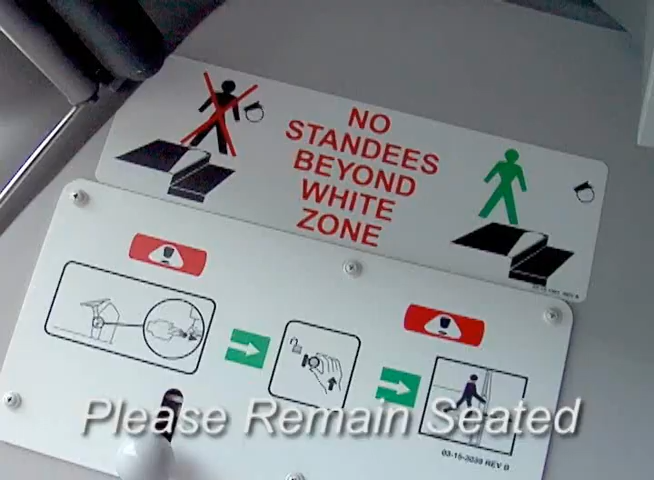 NO
STANDEES
BEYOND
WHITE
ZONE
Please Remain Seated